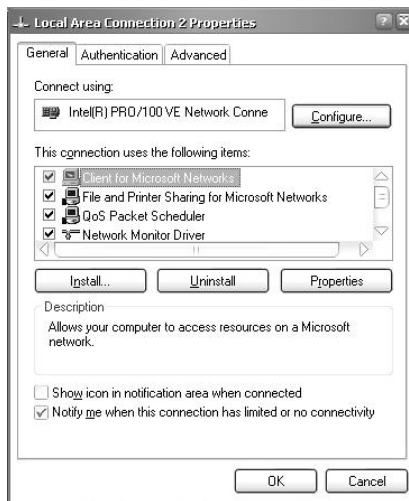 Local Area Connection 2 Properties
General Authentication Advanced
Connect using:
Intel(R) PRO/100 VE Network Conne
Configure...
This connection uses the following items:
Client for Microsoft Networks
File and Printer Sharing for Microsoft Networks
QoS Packet Scheduler
Network Monitor Driver
Install... Uninstall Properties
Description
Allows your computer to access resources on a Microsoft
network.
Show icon in notification area when connected
Notify me when this connection has limited or no connectivity
OK Cancel